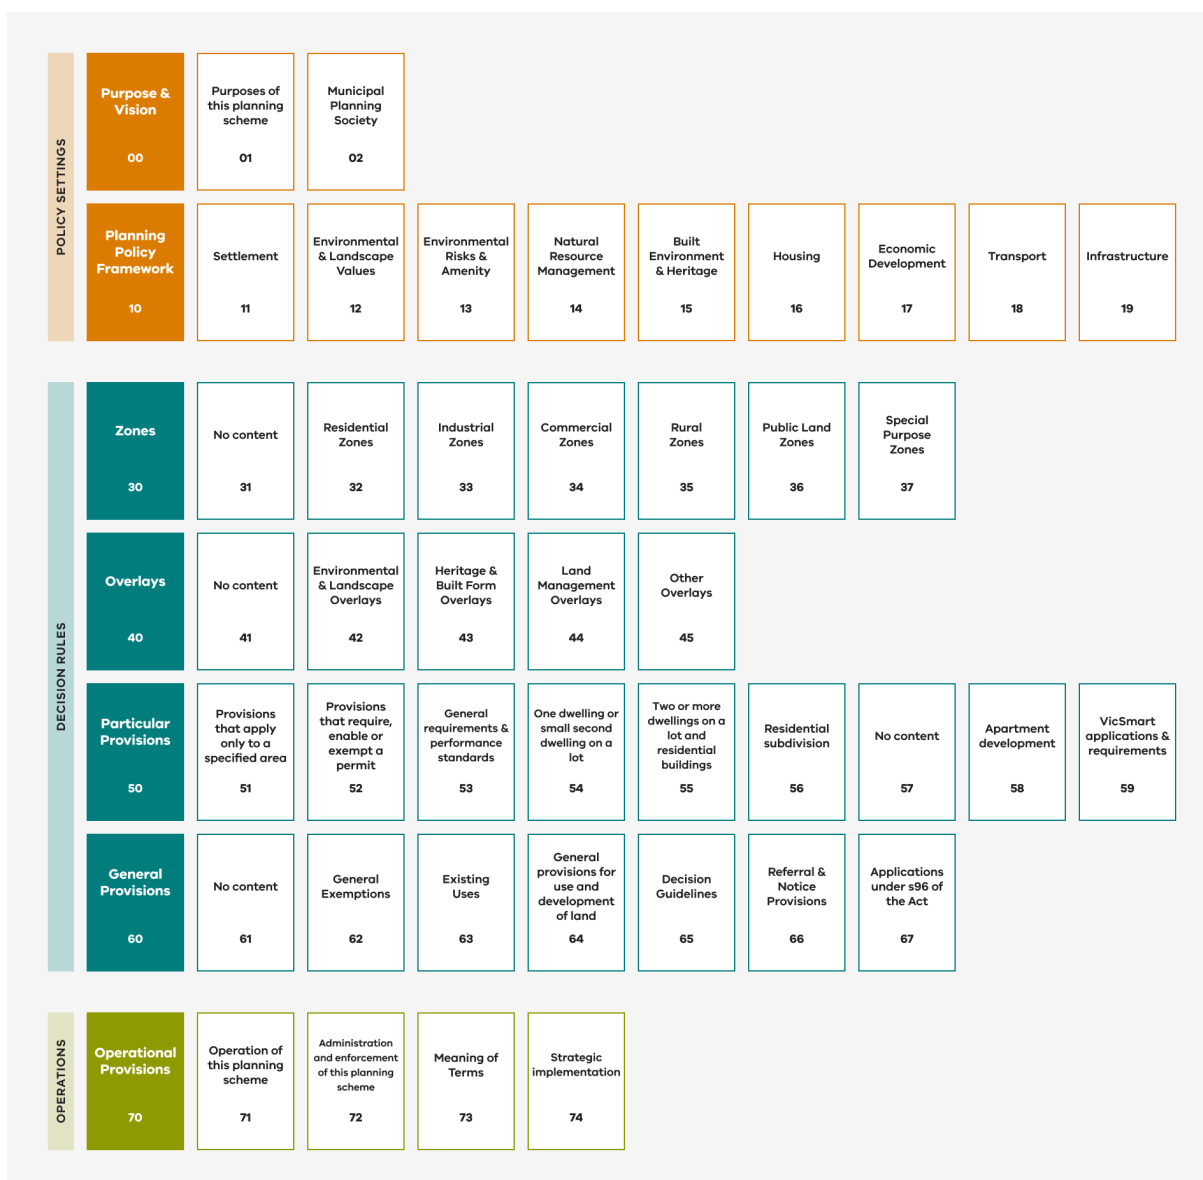 POLICY SETTINGS
Purpose &
Vision
00
Purposes of
this planning
scheme
01
Municipal
Planning
Society
02
Planning
Policy
Framework
10
Settlement
11
Environmental
& Landscape
Values
12
Environmental
Risks &
Amenity
13
Natural
Resource
Management
14
Built
Environment
& Heritage
15
Housing
16
Economic
Development
17
Transport
18
Infrastructure
19
DECISION RULES
Zones
30
No content
31
Residential
Zones
32
Industrial
Zones
33
Commercial
Zones
34
Rural
Zones
35
Public Land
Zones
36
Special
Purpose
Zones
37
Overlays
40
No content
41
Environmental
& Landscape
Overlays
42
Heritage &
Built Form
Overlays
43
Land
Management
Overlays
44
Other
Overlays
45
Particular
Provisions
50
Provisions
that apply
only to a
specified area
51
Provisions
that require,
enable or
exempt a
permit
52
General
requirements &
performance
standards
53
One dwelling or
small second
dwelling on a
lot
54
Two or more
dwellings on a
lot and
residential
buildings
55
Residential
subdivision
56
No content
57
Apartment
development
58
VicSmart
applications &
requirements
59
General
Provisions
60
No content
61
General
Exemptions
62
Existing
Uses
63
General
provisions for
use and
development
of land
64
Decision
Guidelines
65
Referral &
Notice
Provisions
66
Applications
under s96 of
the Act
67
OPERATIONS
Operational
Provisions
70
Operation of
this planning
scheme
71
Administration
and enforcement
of this planning
scheme
72
Meaning of
Terms
73
Strategic
implementation
74